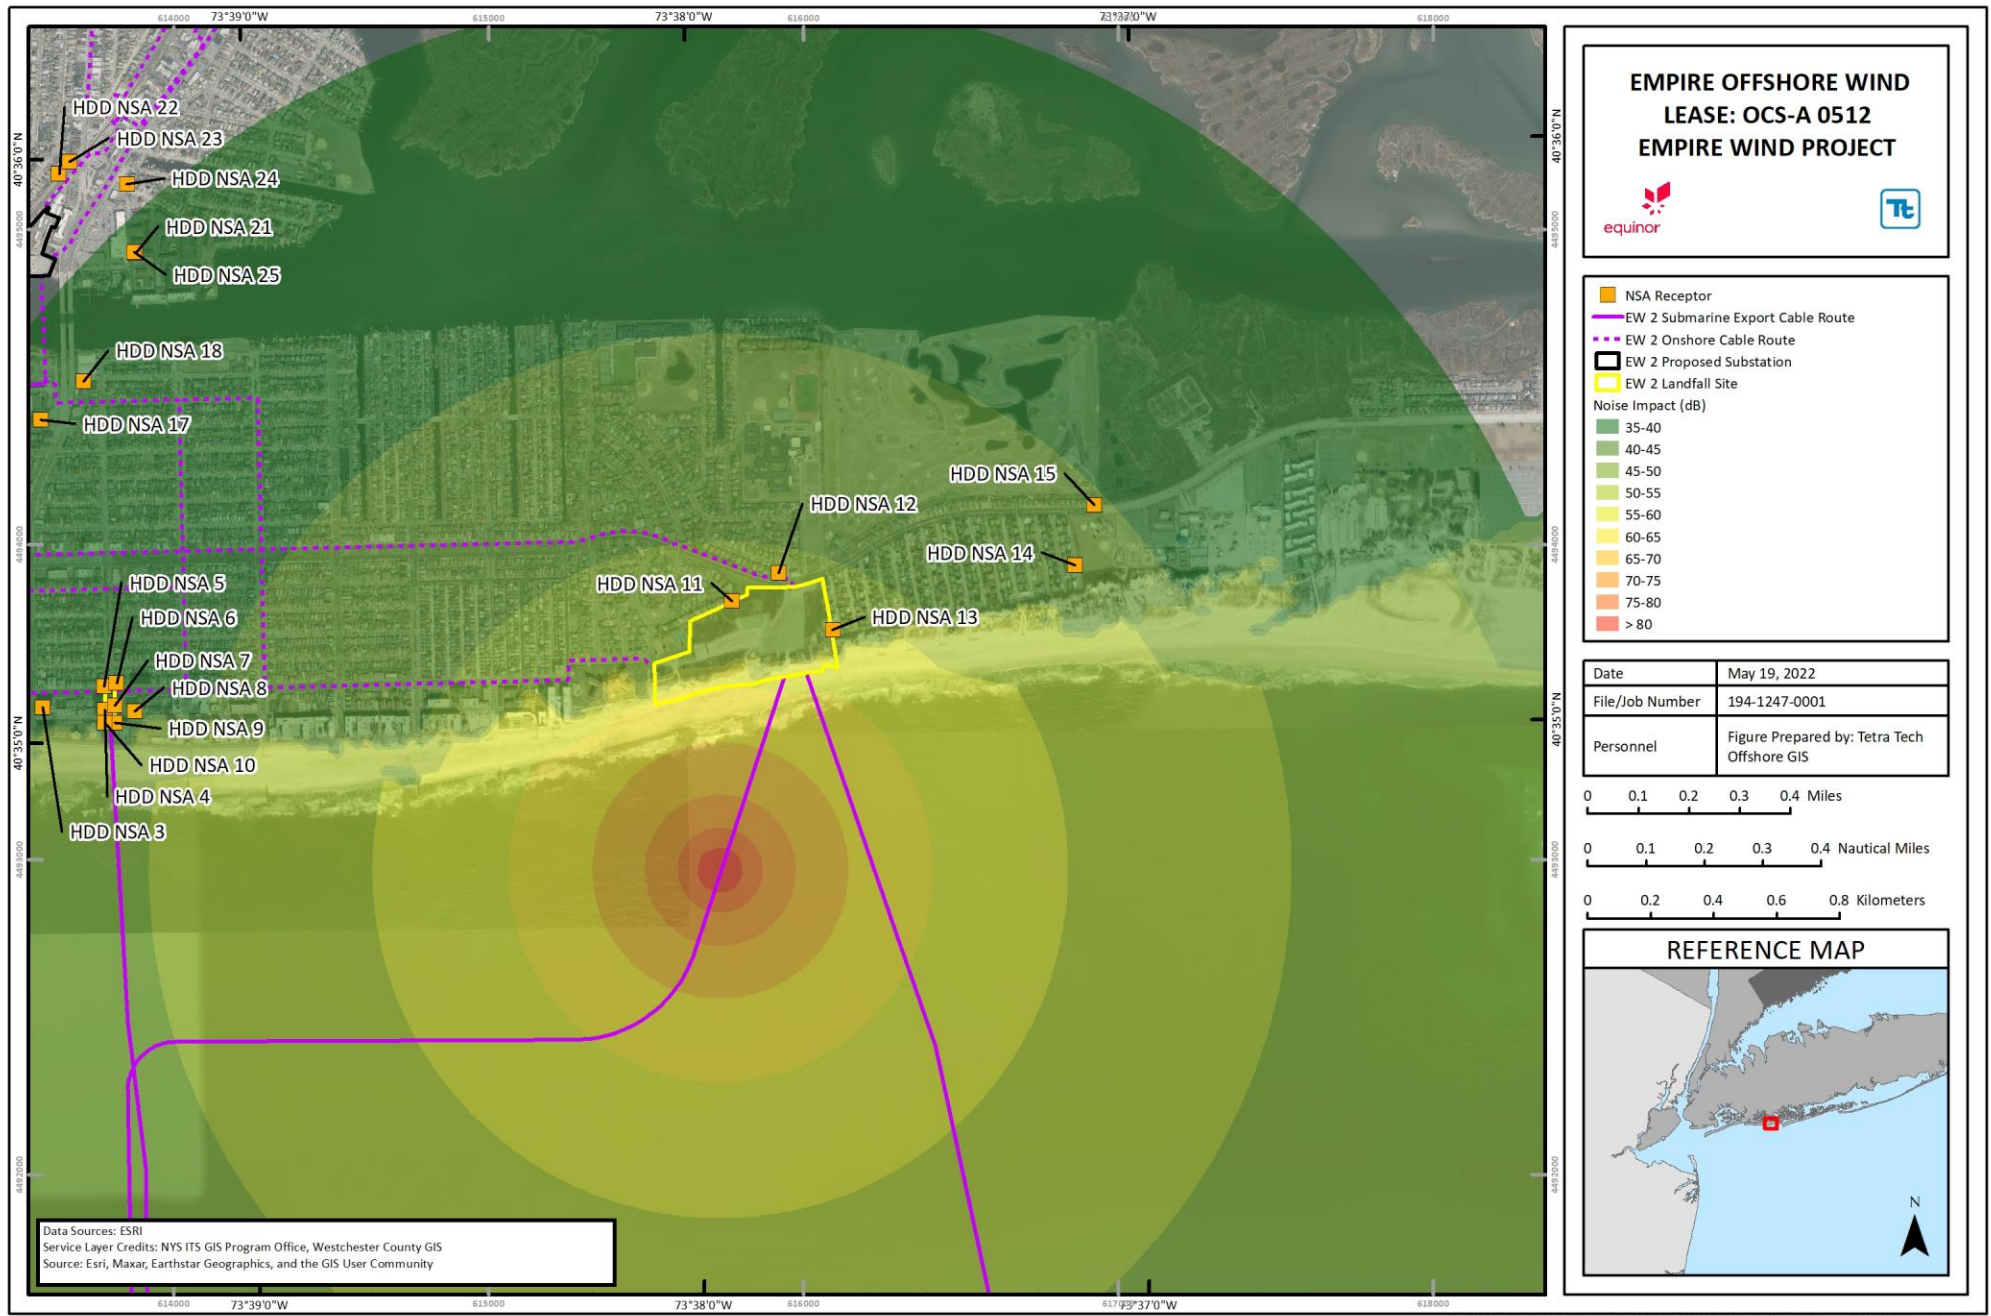 614000
73°39'0"W
615000
73°38'0"W
616000
73°37'0"W
618000
40°36'0"N
4495000
4494000
40°35'0"N
4493000
4492000
HDD NSA 22
HDD NSA 23
HDD NSA 24
HDD NSA 21
HDD NSA 25
HDD NSA 18
HDD NSA 17
HDD NSA 15
HDD NSA 12
HDD NSA 14
HDD NSA 11
HDD NSA 13
HDD NSA 5
HDD NSA 6
HDD NSA 7
HDD NSA 8
HDD NSA 9
HDD NSA 10
HDD NSA 4
HDD NSA 3
40°36'0"N
4495000
4494000
40°35'0"N
4493000
4492000
Data Sources: ESRI
Service Layer Credits: NYS ITS GIS Program Office, Westchester County GIS
Source: Esri, Maxar, Earthstar Geographics, and the GIS User Community
614000
73°39'0"W
615000
73°38'0"W
616000
73°37'0"W
618000
EMPIRE OFFSHORE WIND
LEASE: OCS-A 0512
EMPIRE WIND PROJECT
equinor
Tt
NSA Receptor
EW 2 Submarine Export Cable Route
EW 2 Onshore Cable Route
EW 2 Proposed Substation
EW 2 Landfall Site
Noise Impact (dB)
35-40
40-45
45-50
50-55
55-60
60-65
65-70
70-75
75-80
> 80
Date May 19, 2022
File/Job Number 194-1247-0001
Personnel Figure Prepared by: Tetra Tech
Offshore GIS
0 0.1 0.2 0.3 0.4 Miles
0 0.1 0.2 0.3 0.4 Nautical Miles
0 0.2 0.4 0.6 0.8 Kilometers
REFERENCE MAP
N